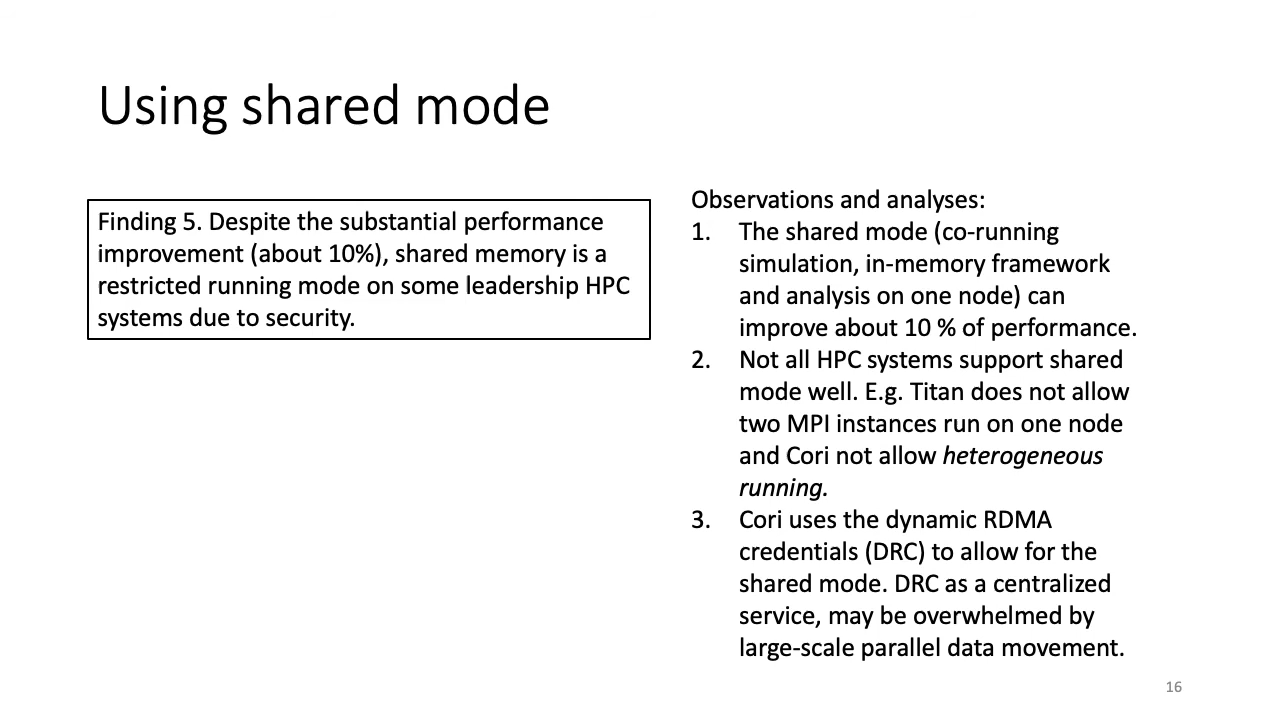 Using shared mode
Finding 5. Despite the substantial performance
improvement (about 10%), shared memory is a
restricted running mode on some leadership HPC
systems due to security.
Observations and analyses:
1. The shared mode (co-running
simulation, in-memory framework
and analysis on one node) can
improve about 10 % of performance.
2. Not all HPC systems support shared
mode well. E.g. Titan does not allow
two MPI instances run on one node
and Cori not allow heterogeneous
running.
3. Cori uses the dynamic RDMA
credentials (DRC) to allow for the
shared mode. DRC as a centralized
service, may be overwhelmed by
large-scale parallel data movement.
16